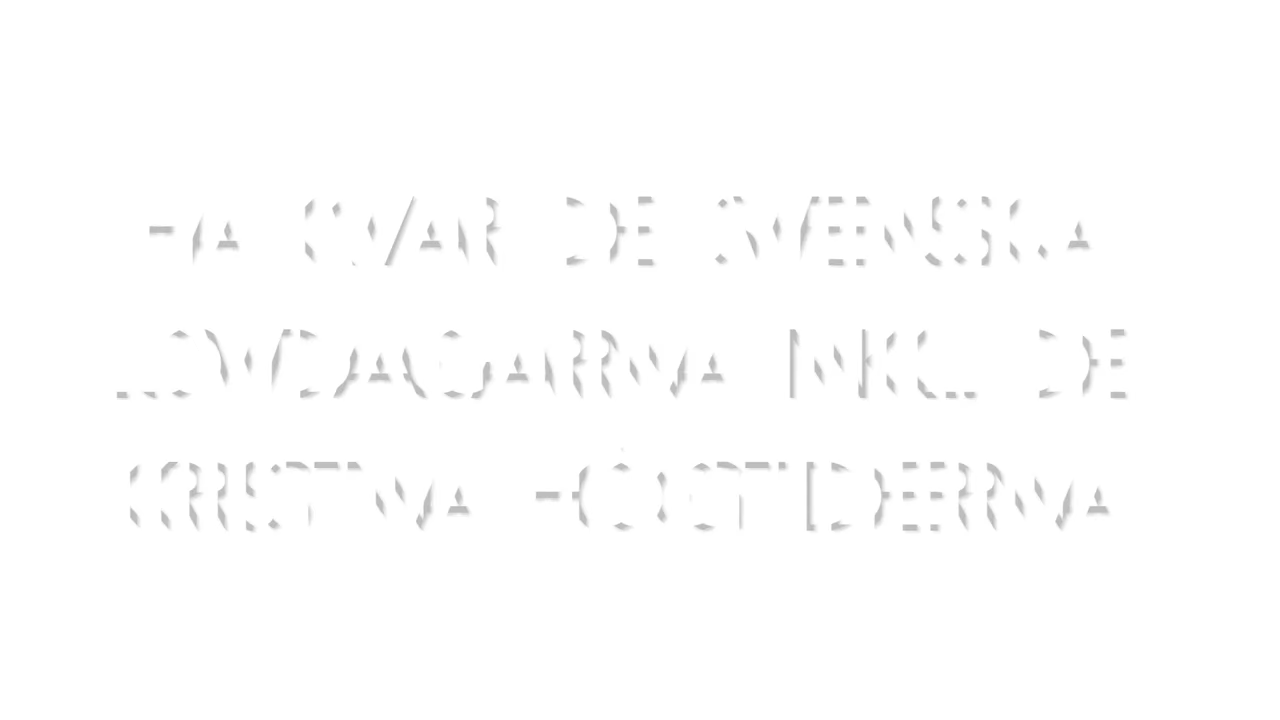 HA KVAR DE SVENSKA
LOVDAGARNA INKL. DE
KRISTNA HÖGTIDERNA